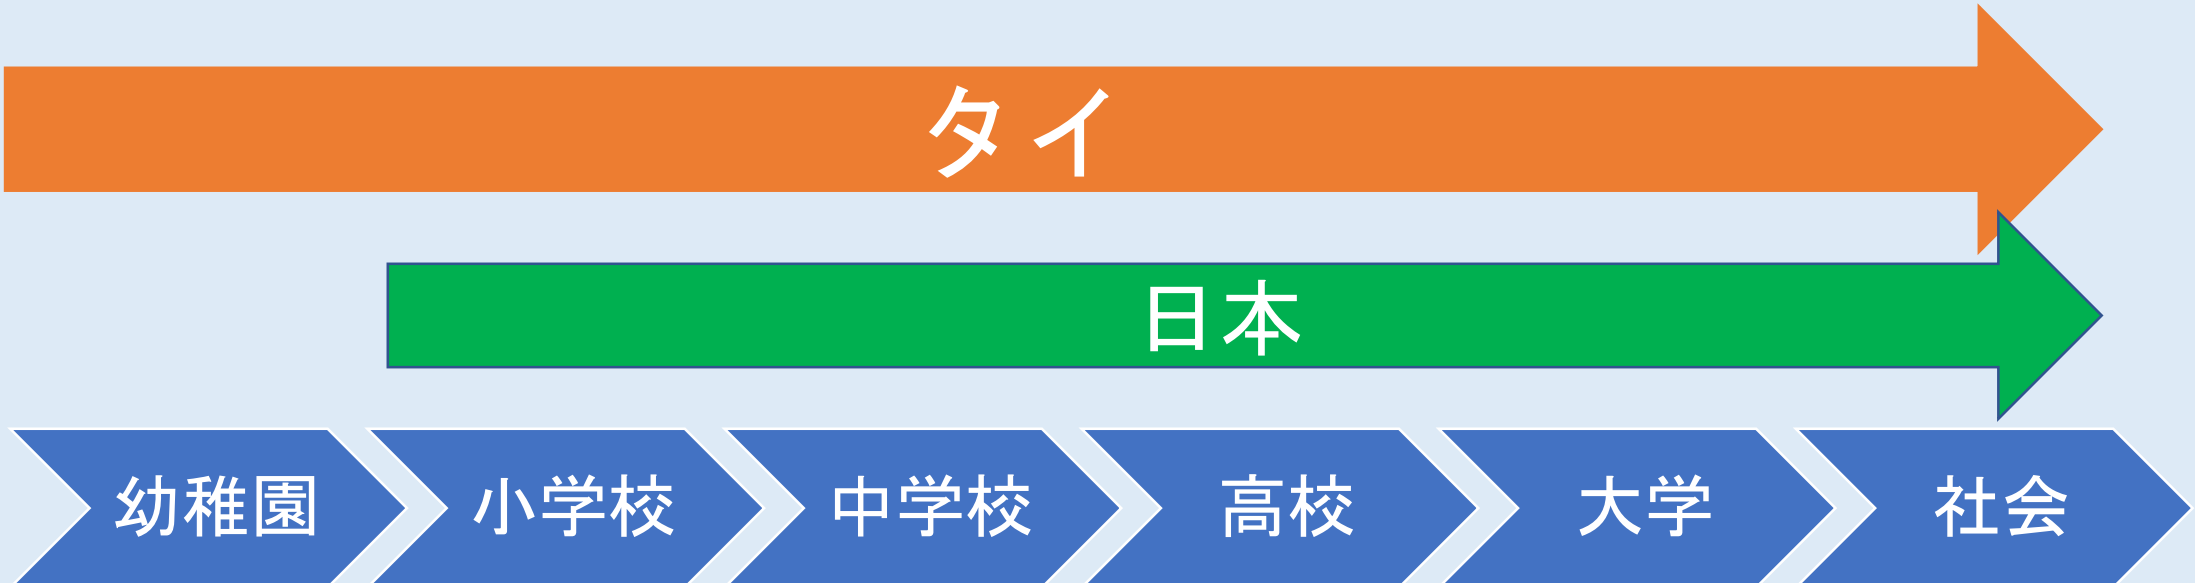 タイ
日本
幼稚園 小学校 中学校 高校 大学 社会